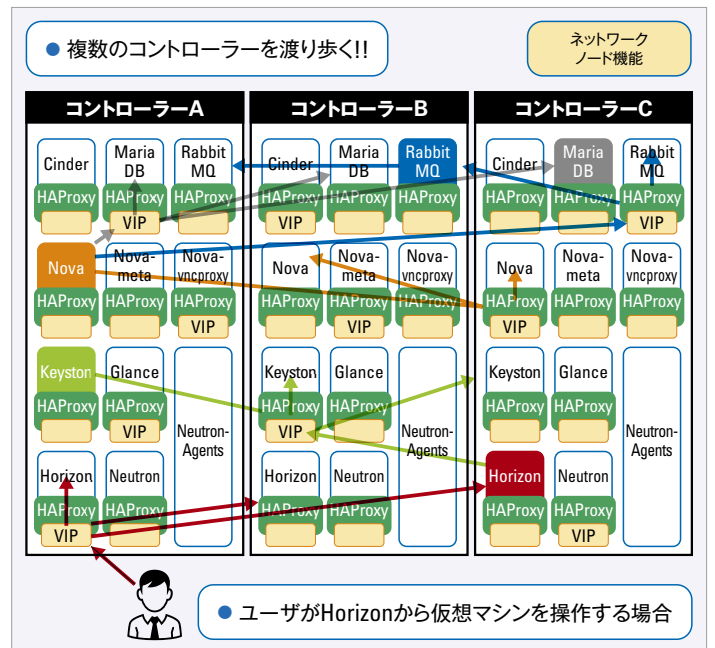 ● 複数のコントローラーを渡り歩く!!
ネットワーク
ノード機能
コントローラーA
Cinder
Maria
DB
Rabbit
MQ
HAProxy
HAProxy
HAProxy
VIP
Nova
Nova-
meta
Nova-
vncproxy
HAProxy
HAProxy
HAProxy
VIP
Keyston
Glance
HAProxy
HAProxy
VIP
Neutron-
Agents
Horizon
Neutron
HAProxy
HAProxy
VIP
コントローラーB
Cinder
Maria
DB
Rabbit
MQ
HAProxy
HAProxy
HAProxy
VIP
Nova
Nova-
meta
Nova-
vncproxy
HAProxy
HAProxy
HAProxy
VIP
Keyston
Glance
HAProxy
HAProxy
VIP
Neutron-
Agents
Horizon
Neutron
HAProxy
HAProxy
コントローラーC
Cinder
Maria
DB
Rabbit
MQ
HAProxy
HAProxy
HAProxy
VIP
Nova
Nova-
meta
Nova-
vncproxy
HAProxy
HAProxy
HAProxy
VIP
Keyston
Glance
HAProxy
HAProxy
Neutron-
Agents
Horizon
Neutron
HAProxy
HAProxy
VIP
● ユーザがHorizonから仮想マシンを操作する場合